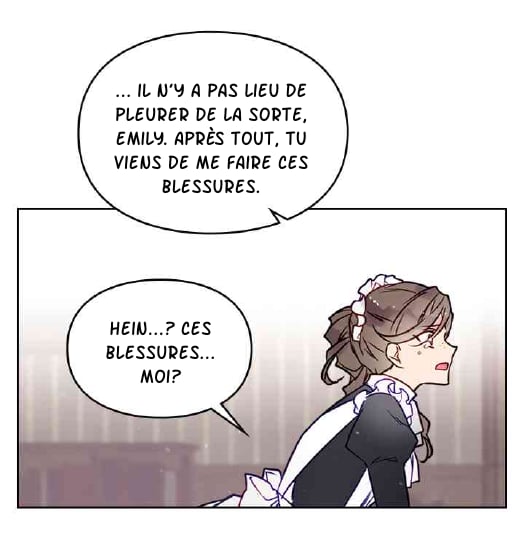 ... IL N'Y A PAS LIEU DE
PLEURER DE LA SORTE,
EMILY. APRÈS TOUT, TU
VIENS DE ME FAIRE CES
BLESSURES.
HEIN...? CES
BLESSURES...
MOI?